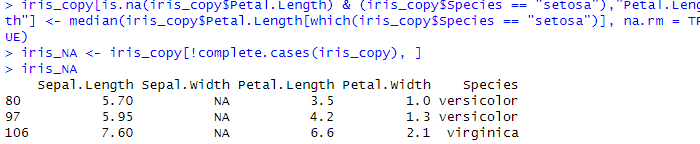 > iris_copy[is.na(iris_copy$Petal.Length) & (iris_copy$Species == "setosa"),"Petal.Leng
th"] <- median(iris_copy$Petal.Length[which(iris_copy$Species == "setosa")], na.rm = TR
UE)
> iris_NA <- iris_copy[!complete.cases(iris_copy), ]
> iris_NA
    Sepal.Length Sepal.Width Petal.Length Petal.Width    Species
80          5.70          NA          3.5         1.0 versicolor
97          5.95          NA          4.2         1.3 versicolor
106         7.60          NA          6.6         2.1  virginica